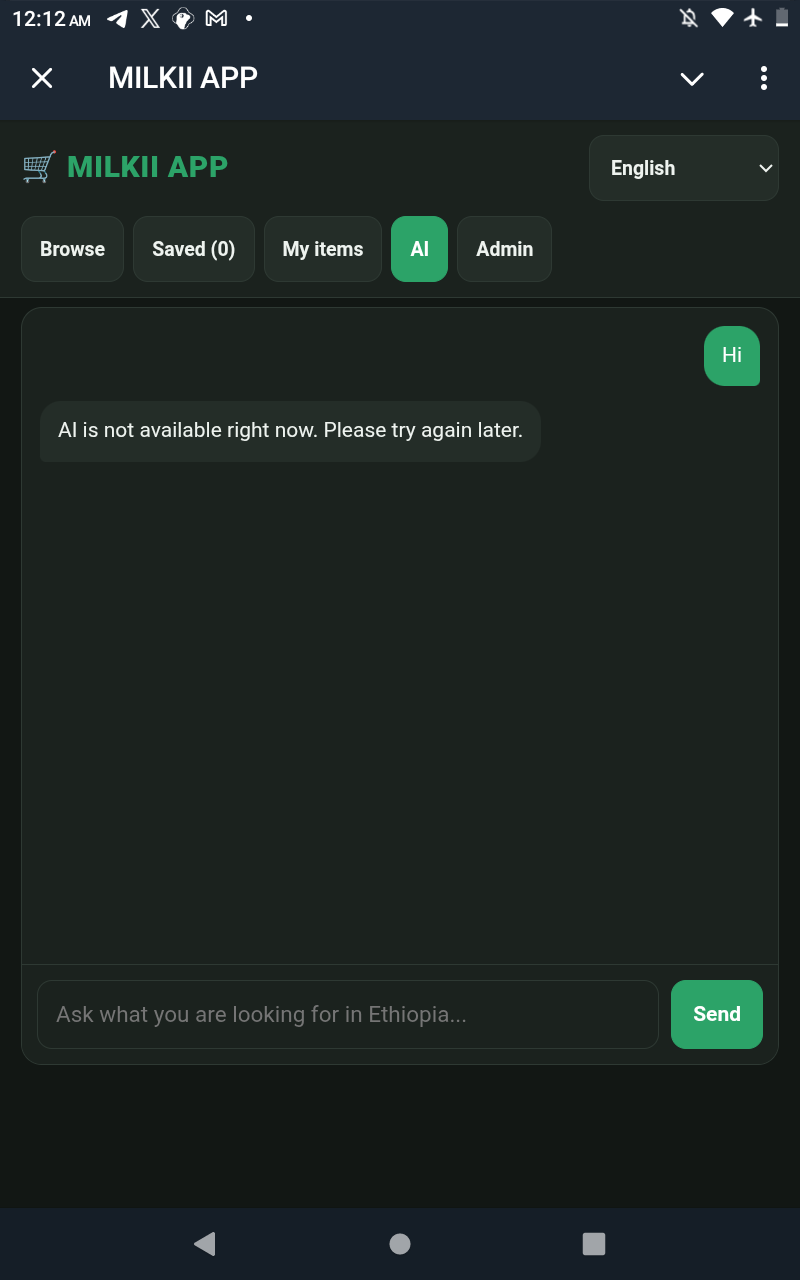 12:12 AM
MILKII APP
MILKII APP
English
Browse
Saved (0)
My items
AI
Admin
Hi
AI is not available right now. Please try again later.
Ask what you are looking for in Ethiopia...
Send